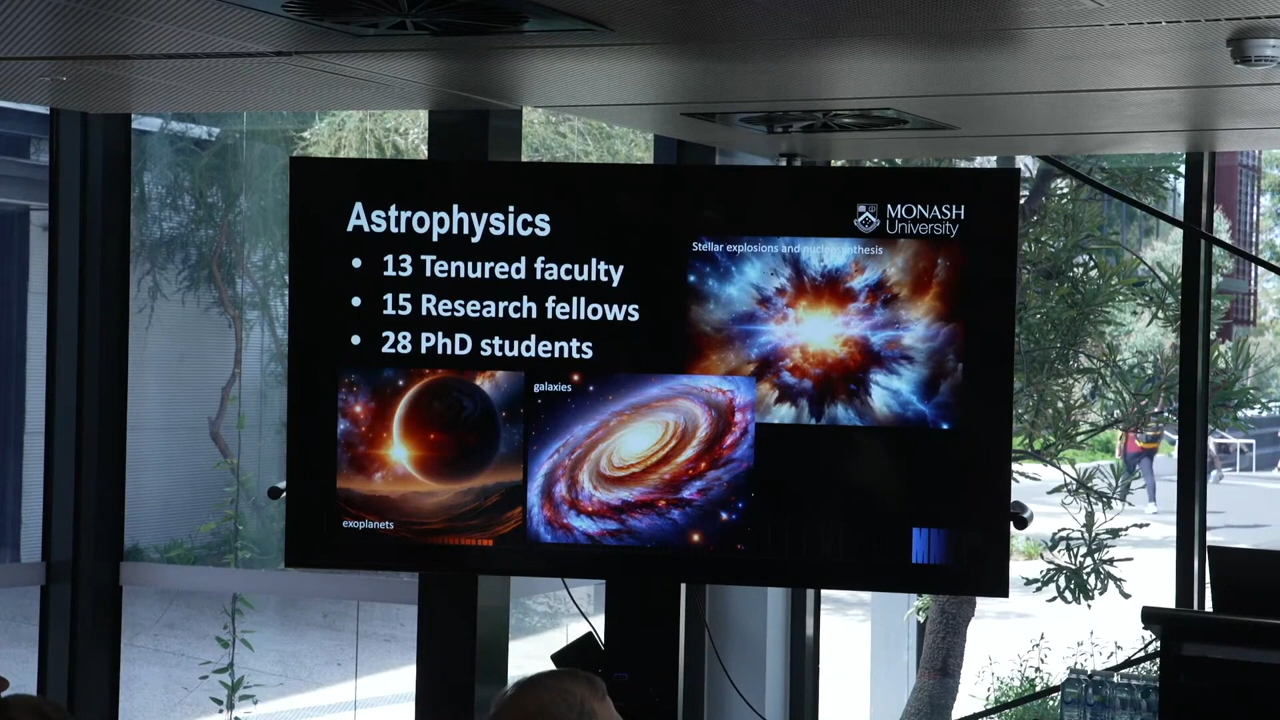 Astrophysics
MONASH
University
• 13 Tenured faculty
• 15 Research fellows
• 28 PhD students
Stellar explosions and nucleosynthesis
galaxies
exoplanets